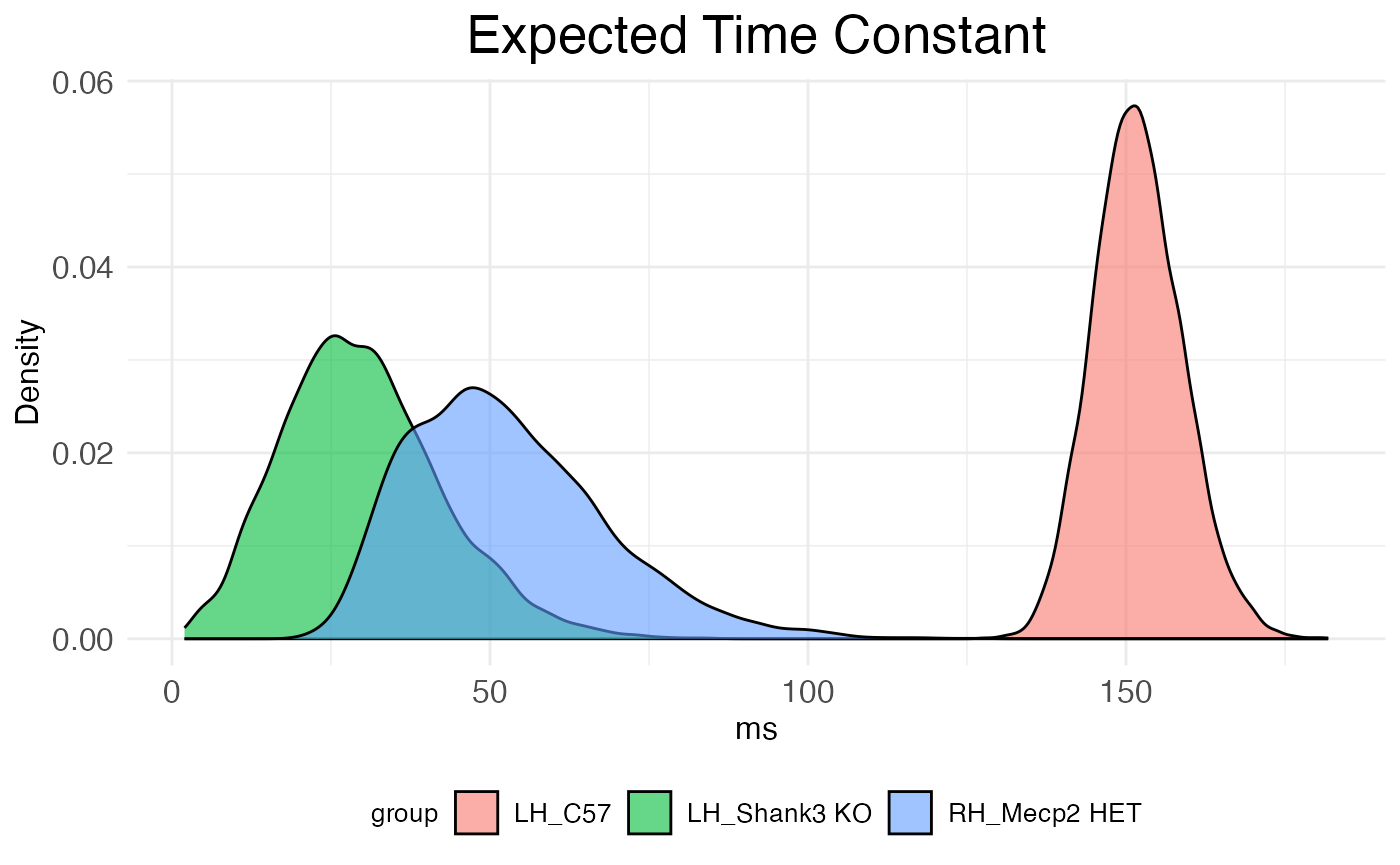 Expected Time Constant
0.06
0.04
0.02
0.00
Density
0 50 100 150
ms
group LH_C57 LH_Shank3 KO RH_Mecp2 HET